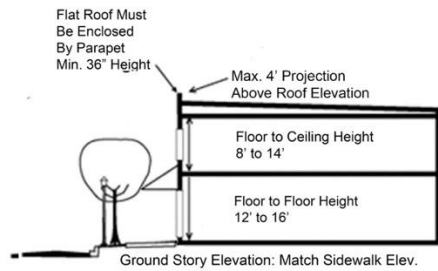 Flat Roof Must
Be Enclosed
By Parapet
Min. 36" Height
Max. 4' Projection
Above Roof Elevation
Floor to Ceiling Height
8' to 14'
Floor to Floor Height
12' to 16'
Ground Story Elevation: Match Sidewalk Elev.